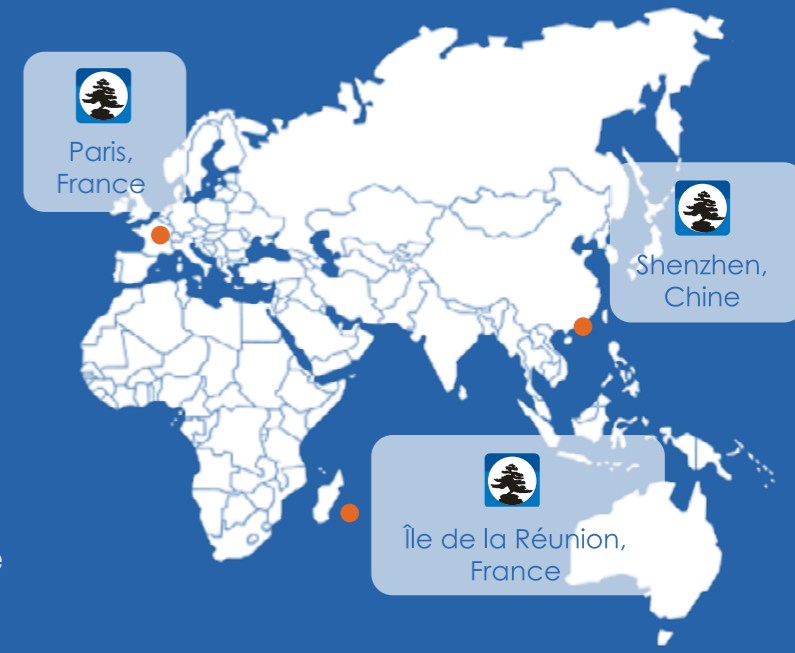 Paris,
France
Shenzhen,
Chine
Île de la Réunion,
France